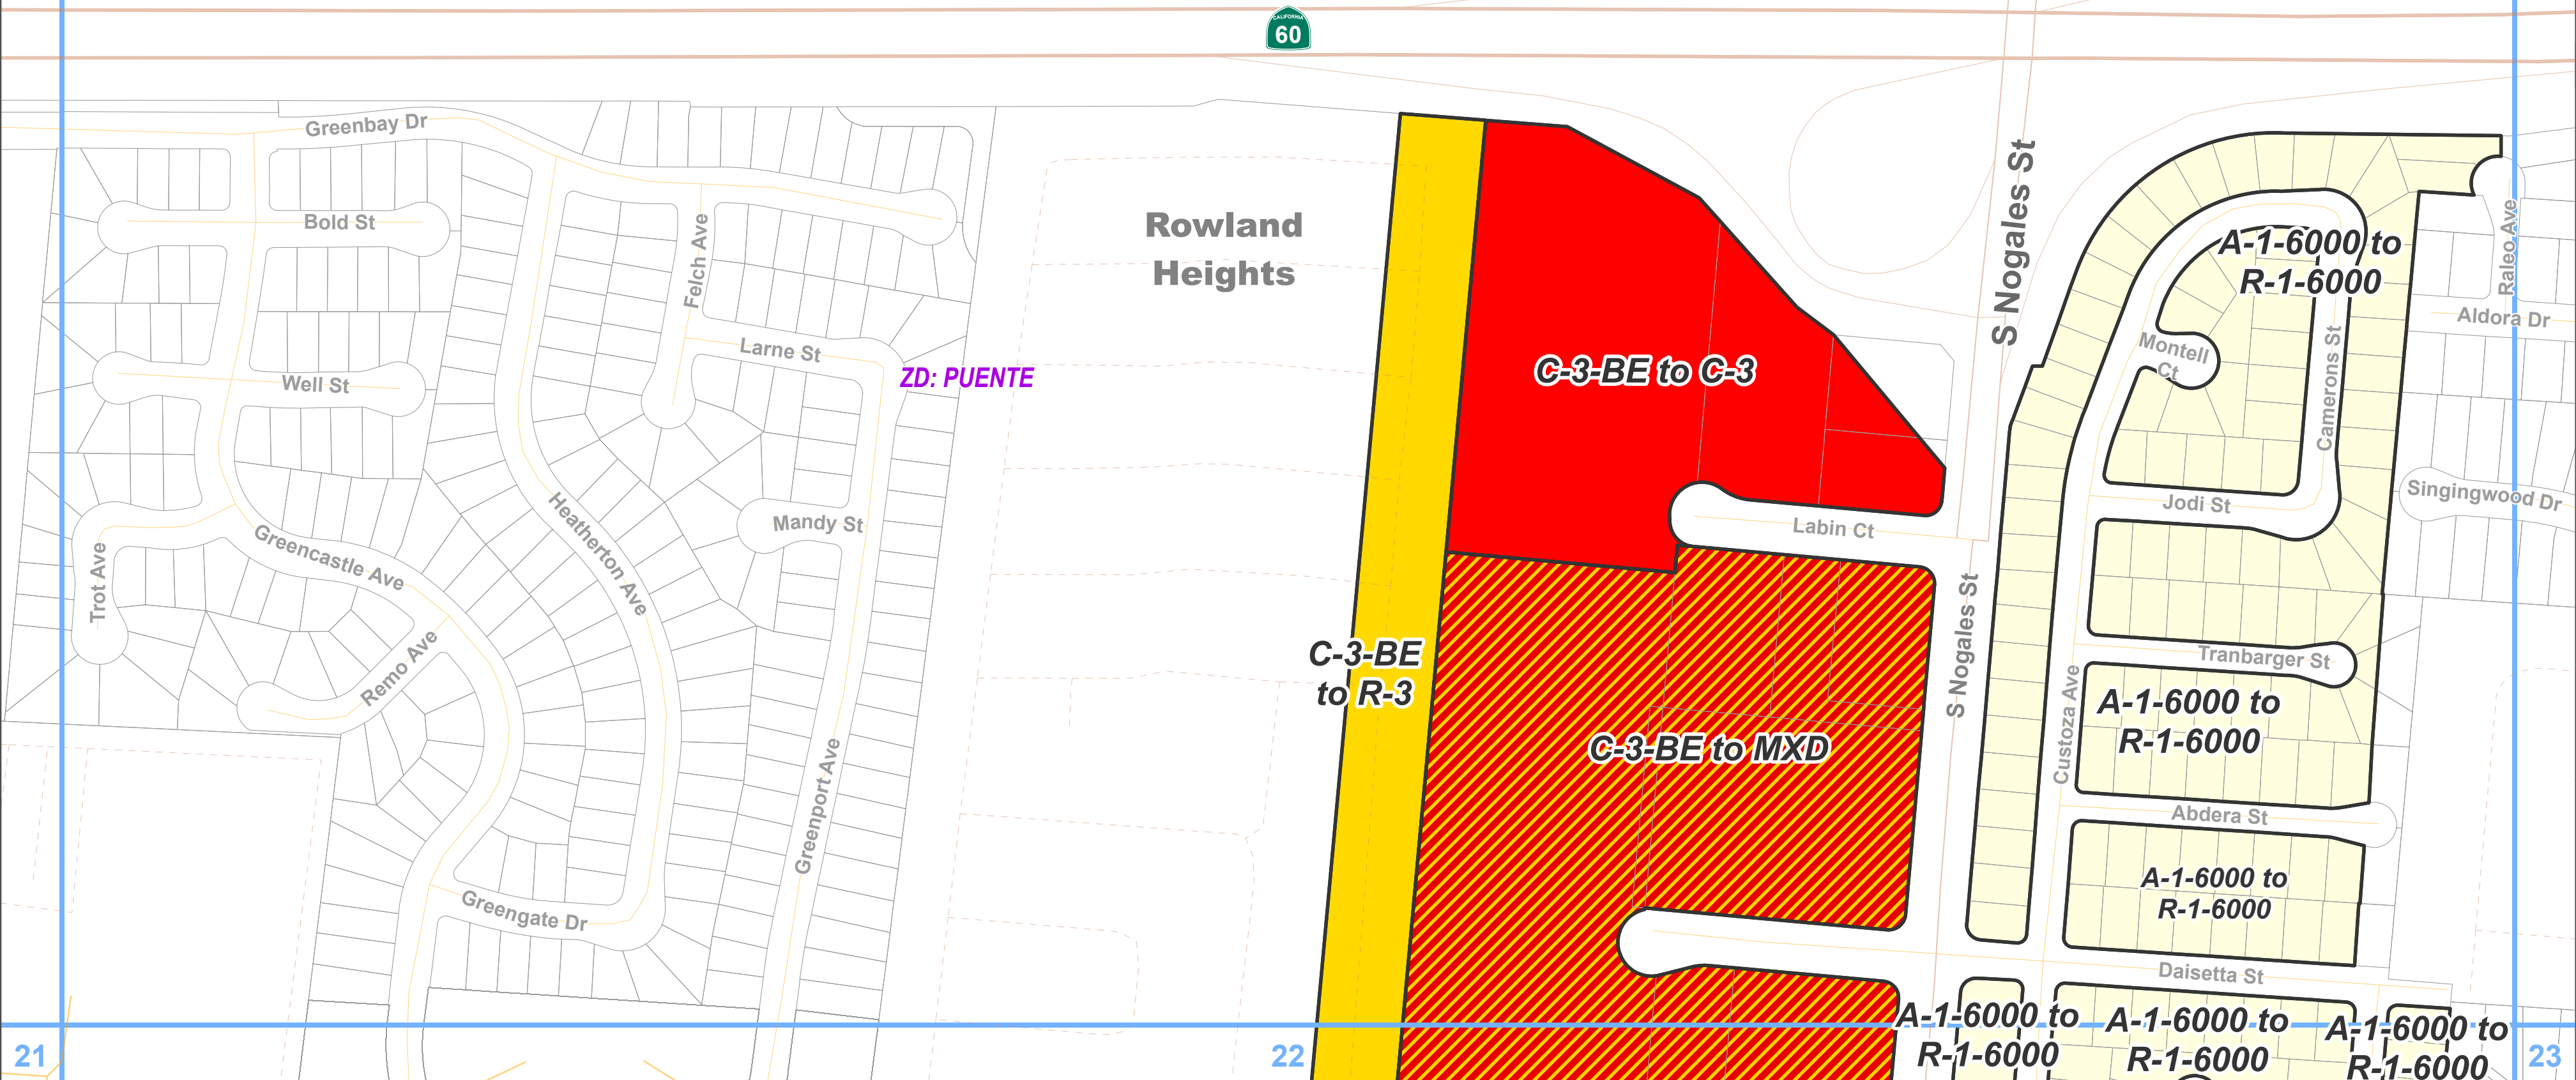 CALIFORNIA
60
Greenbay Dr
Bold St
Felch Ave
Well St
Larne St
Mandy St
Trot Ave
Greencastle Ave
Heatherton Ave
Remo Ave
Greenport Ave
Greengate Dr
ZD: PUENTE
Rowland
Heights
C-3-BE to C-3
C-3-BE
to R-3
C-3-BE to MXD
Labin Ct
S Nogales St
S Nogales St
A-1-6000 to
R-1-6000
Raleo Ave
Aldora Dr
Montell
Ct
Camerons St
Singingwood Dr
Jodi St
Tranbarger St
Custoza Ave
A-1-6000 to
R-1-6000
Abdera St
A-1-6000 to
R-1-6000
Daisetta St
A-1-6000 to
R-1-6000
A-1-6000 to
R-1-6000
A-1-6000 to
R-1-6000
21
22
23